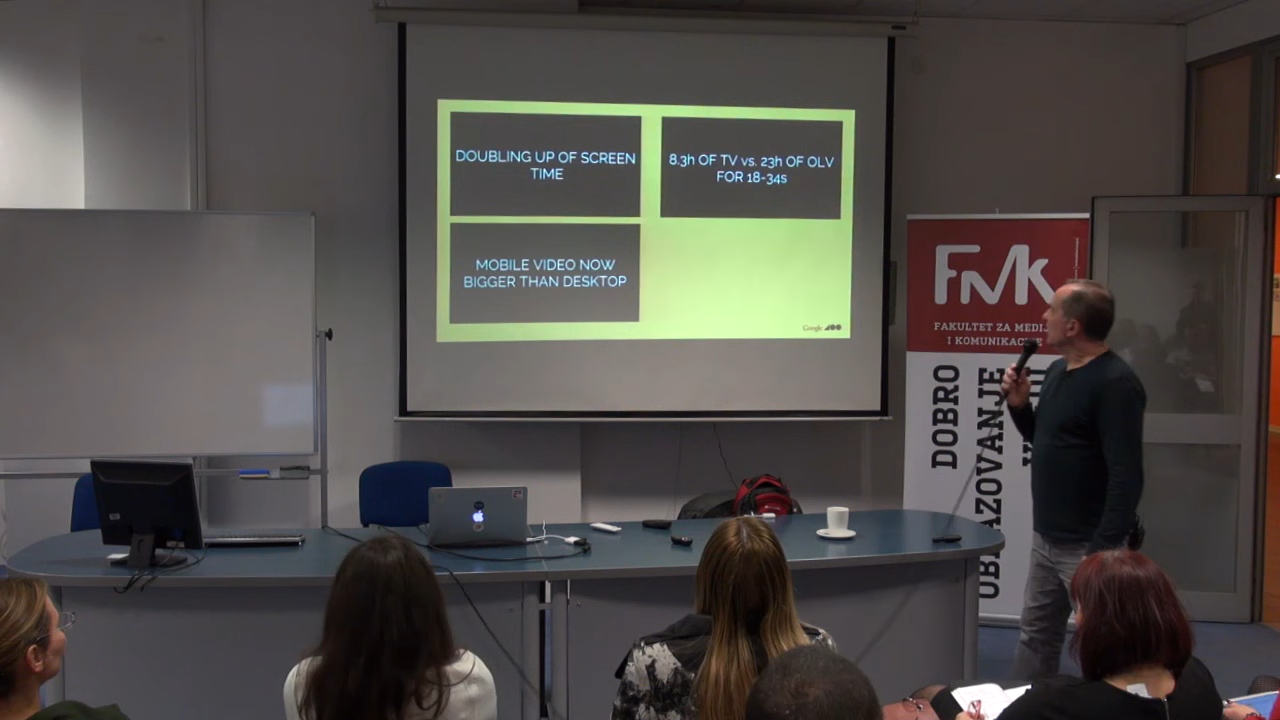 DOUBLING UP OF SCREEN
TIME
8.3h OF TV vs. 23h OF OLV
FOR 18-34s
MOBILE VIDEO NOW
BIGGER THAN DESKTOP
Google
FMK
FAKULTET ZA MEDIJ
I KOMUNIKACIJE
DOBRO
OBRAZOVANJE